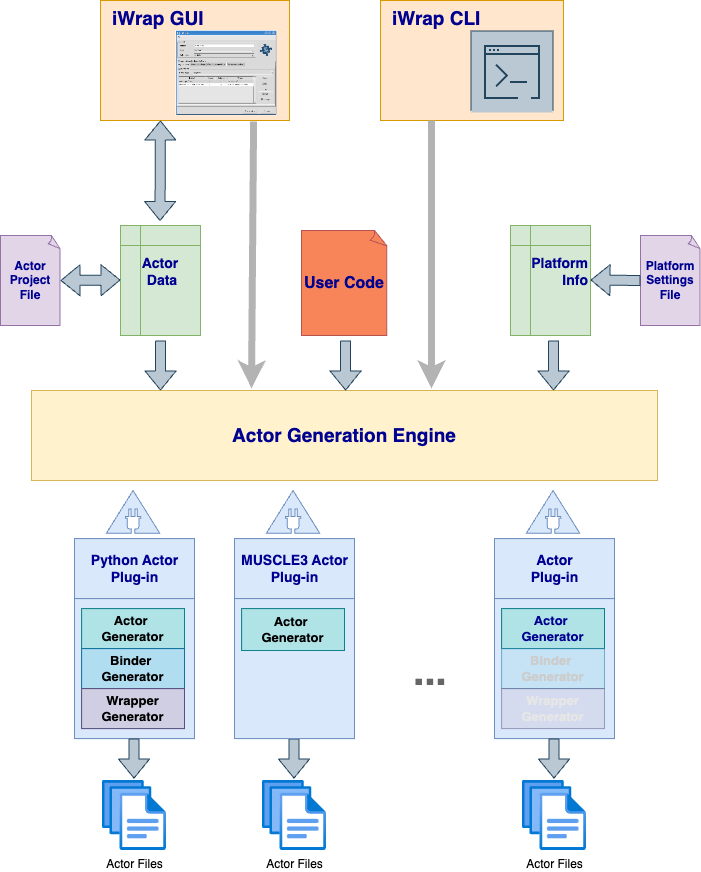 iWrap GUI
iWrap CLI
Actor
Project
File
Actor
Data
User Code
Platform
Info
Platform
Settings
File
Actor Generation Engine
Python Actor
Plug-in
Actor
Generator
Binder
Generator
Wrapper
Generator
MUSCLE3 Actor
Plug-in
Actor
Generator
...
Actor
Plug-in
Actor
Generator
Binder
Generator
Wrapper
Generator
Actor Files
Actor Files
Actor Files